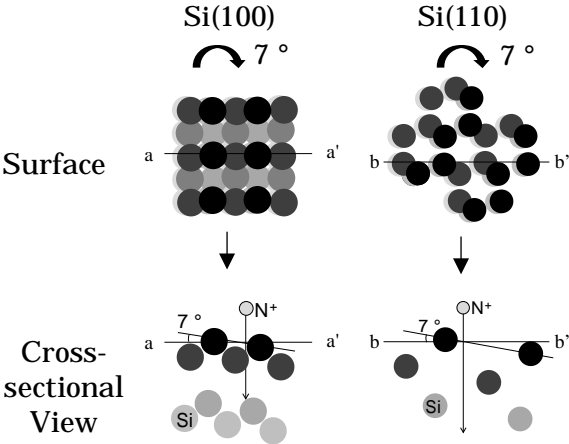 Si(100) Si(110)
7 ° 7 °
Surface
a a'
b b’
N⁺ N⁺
7 ° 7 °
a a'
b b’
Cross-
sectional
View
Si Si